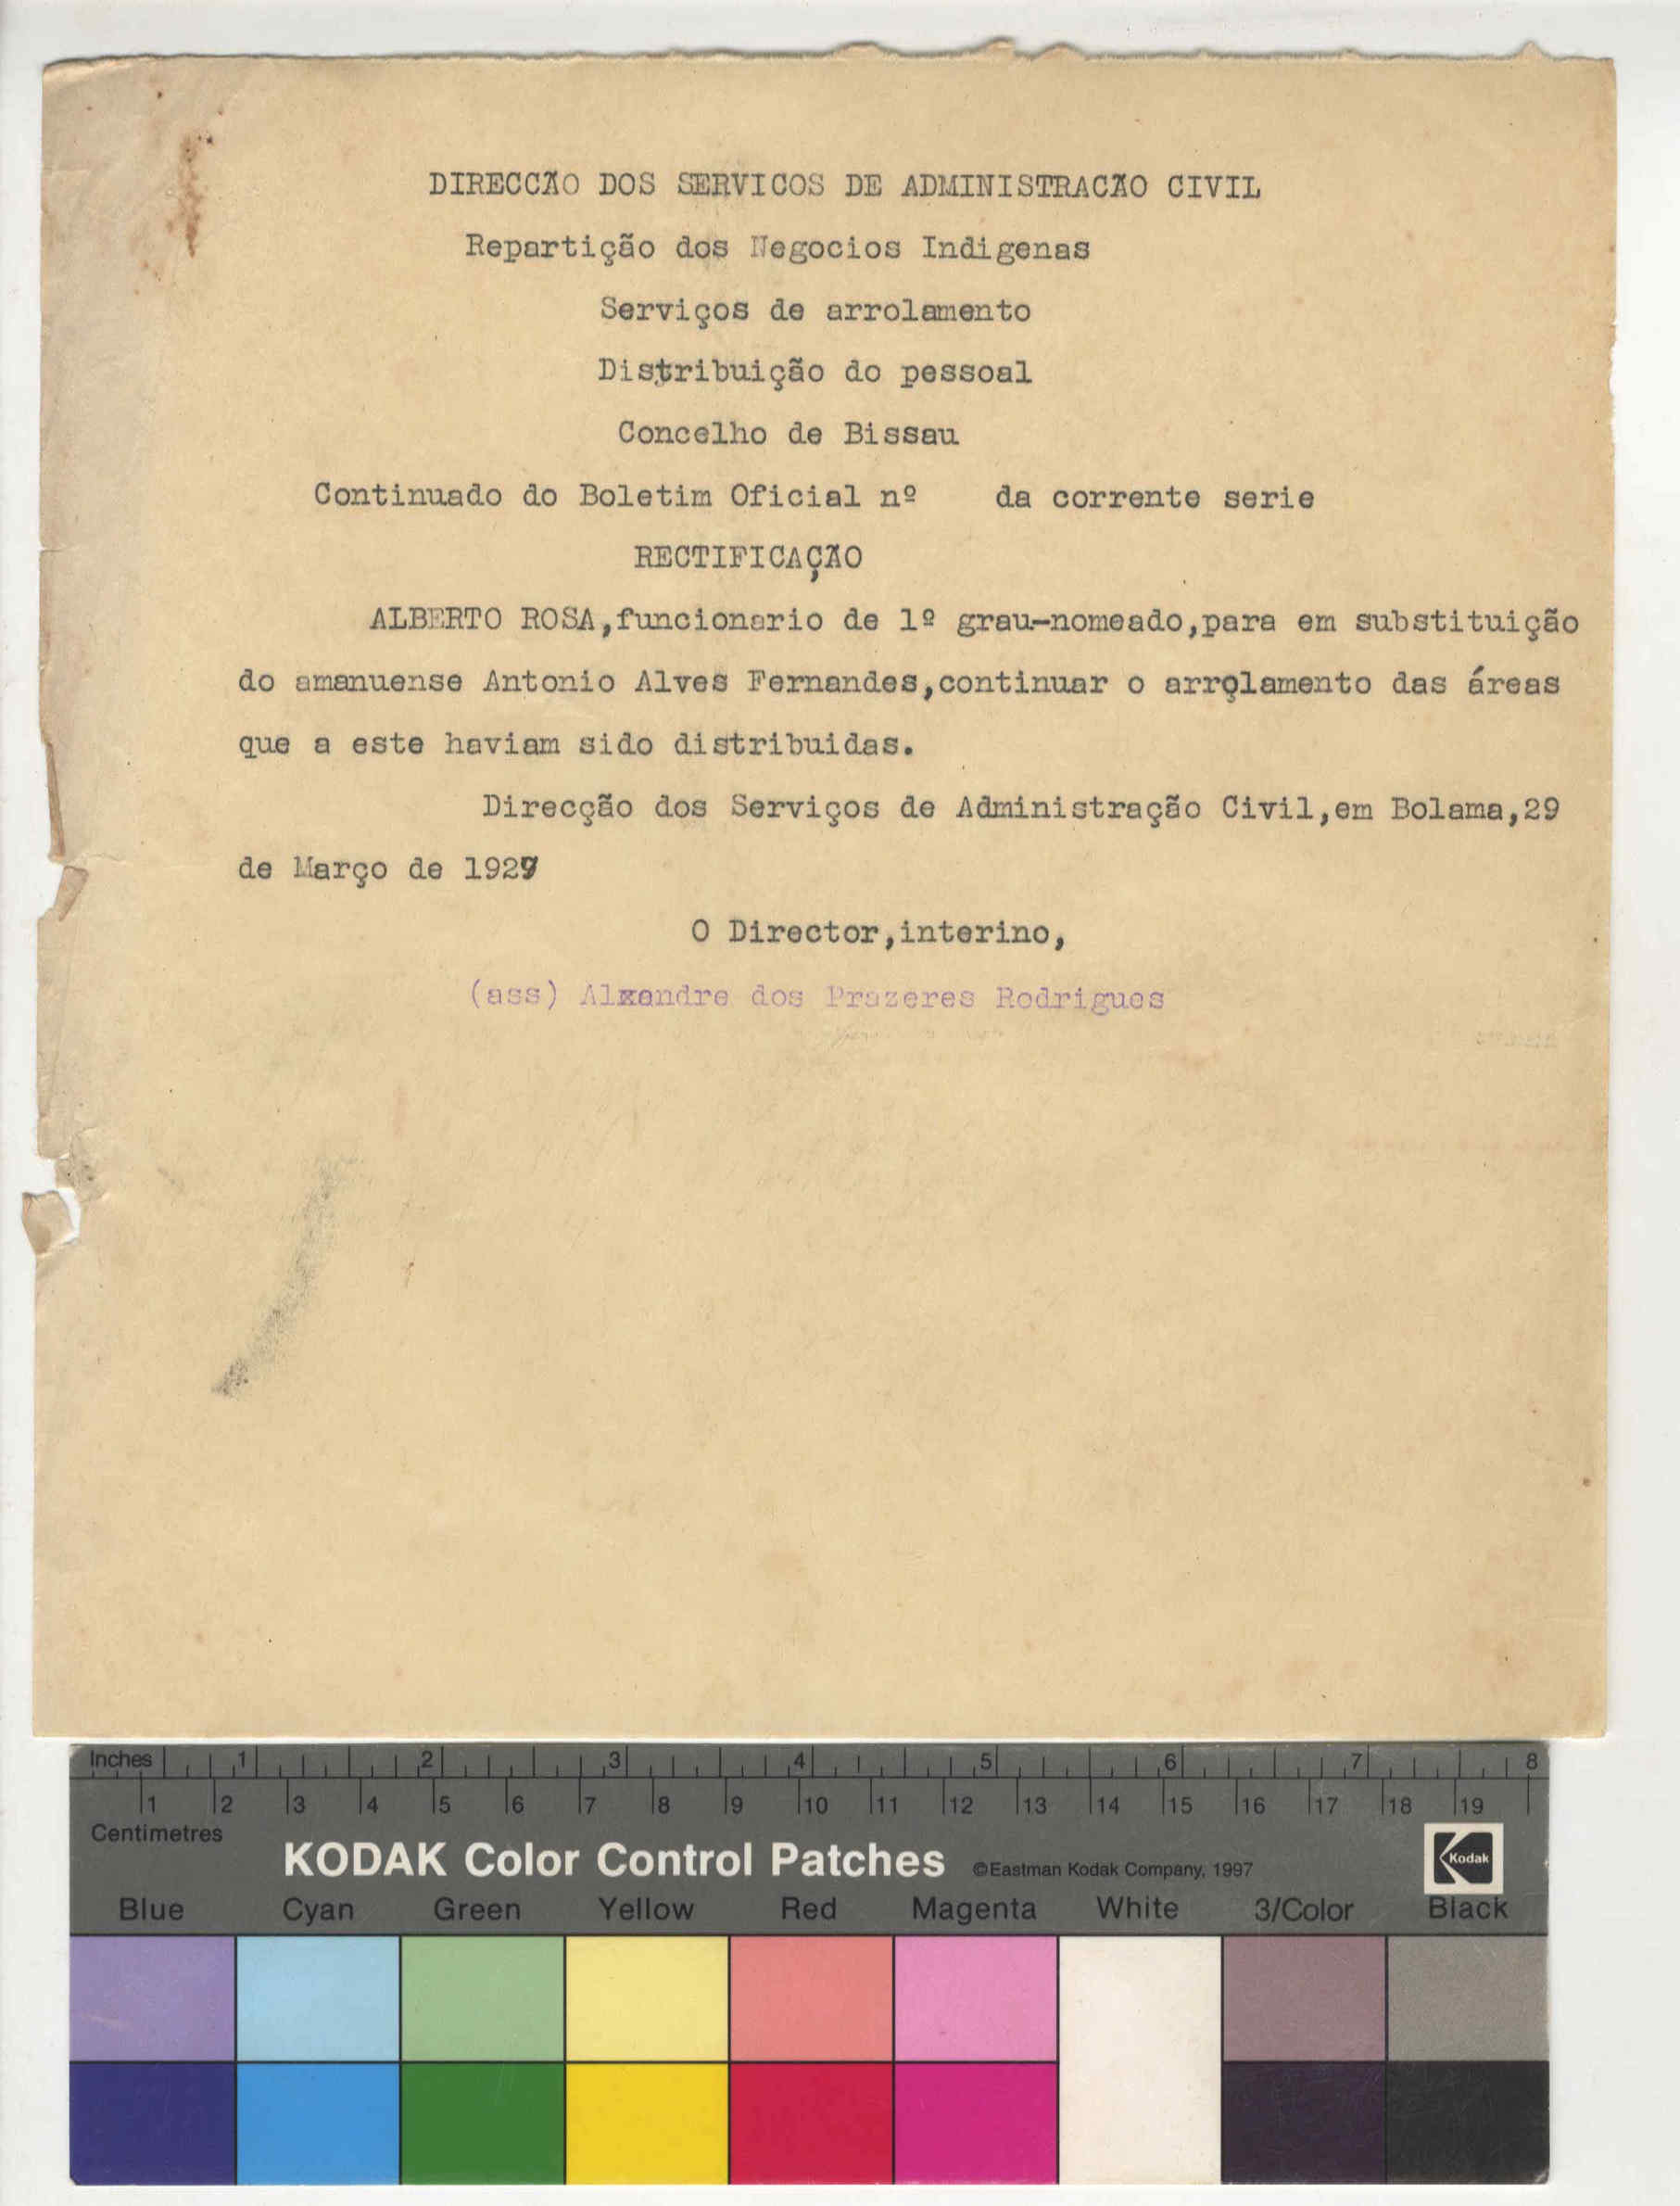 DIRECCÃO DOS SERVICOS DE ADMINISTRACÃO CIVIL
Repartição dos Negocios Indigenas
Serviços de arrolamento
Distribuição do pessoal
Concelho de Bissau
Continuado do Boletim Oficial nº da corrente serie
RECTIFICAÇÃO
ALBERTO ROSA,funcionario de 1º grau-nomeado,para em substituição
do amanuense Antonio Alves Fernandes,continuar o arrolamento das áreas
que a este haviam sido distribuidas.
Direcção dos Serviços de Administração Civil,em Bolama,29
de Março de 1927
O Director,interino,
(ass) Alxandre dos Prazeres Rodrigues
Inches 1 2 3 4 5 6 7 8
1 2 3 4 5 6 7 8 9 10 11 12 13 14 15 16 17 18 19
Centimetres
KODAK Color Control Patches ©Eastman Kodak Company, 1997 Kodak
Blue Cyan Green Yellow Red Magenta White 3/Color Black